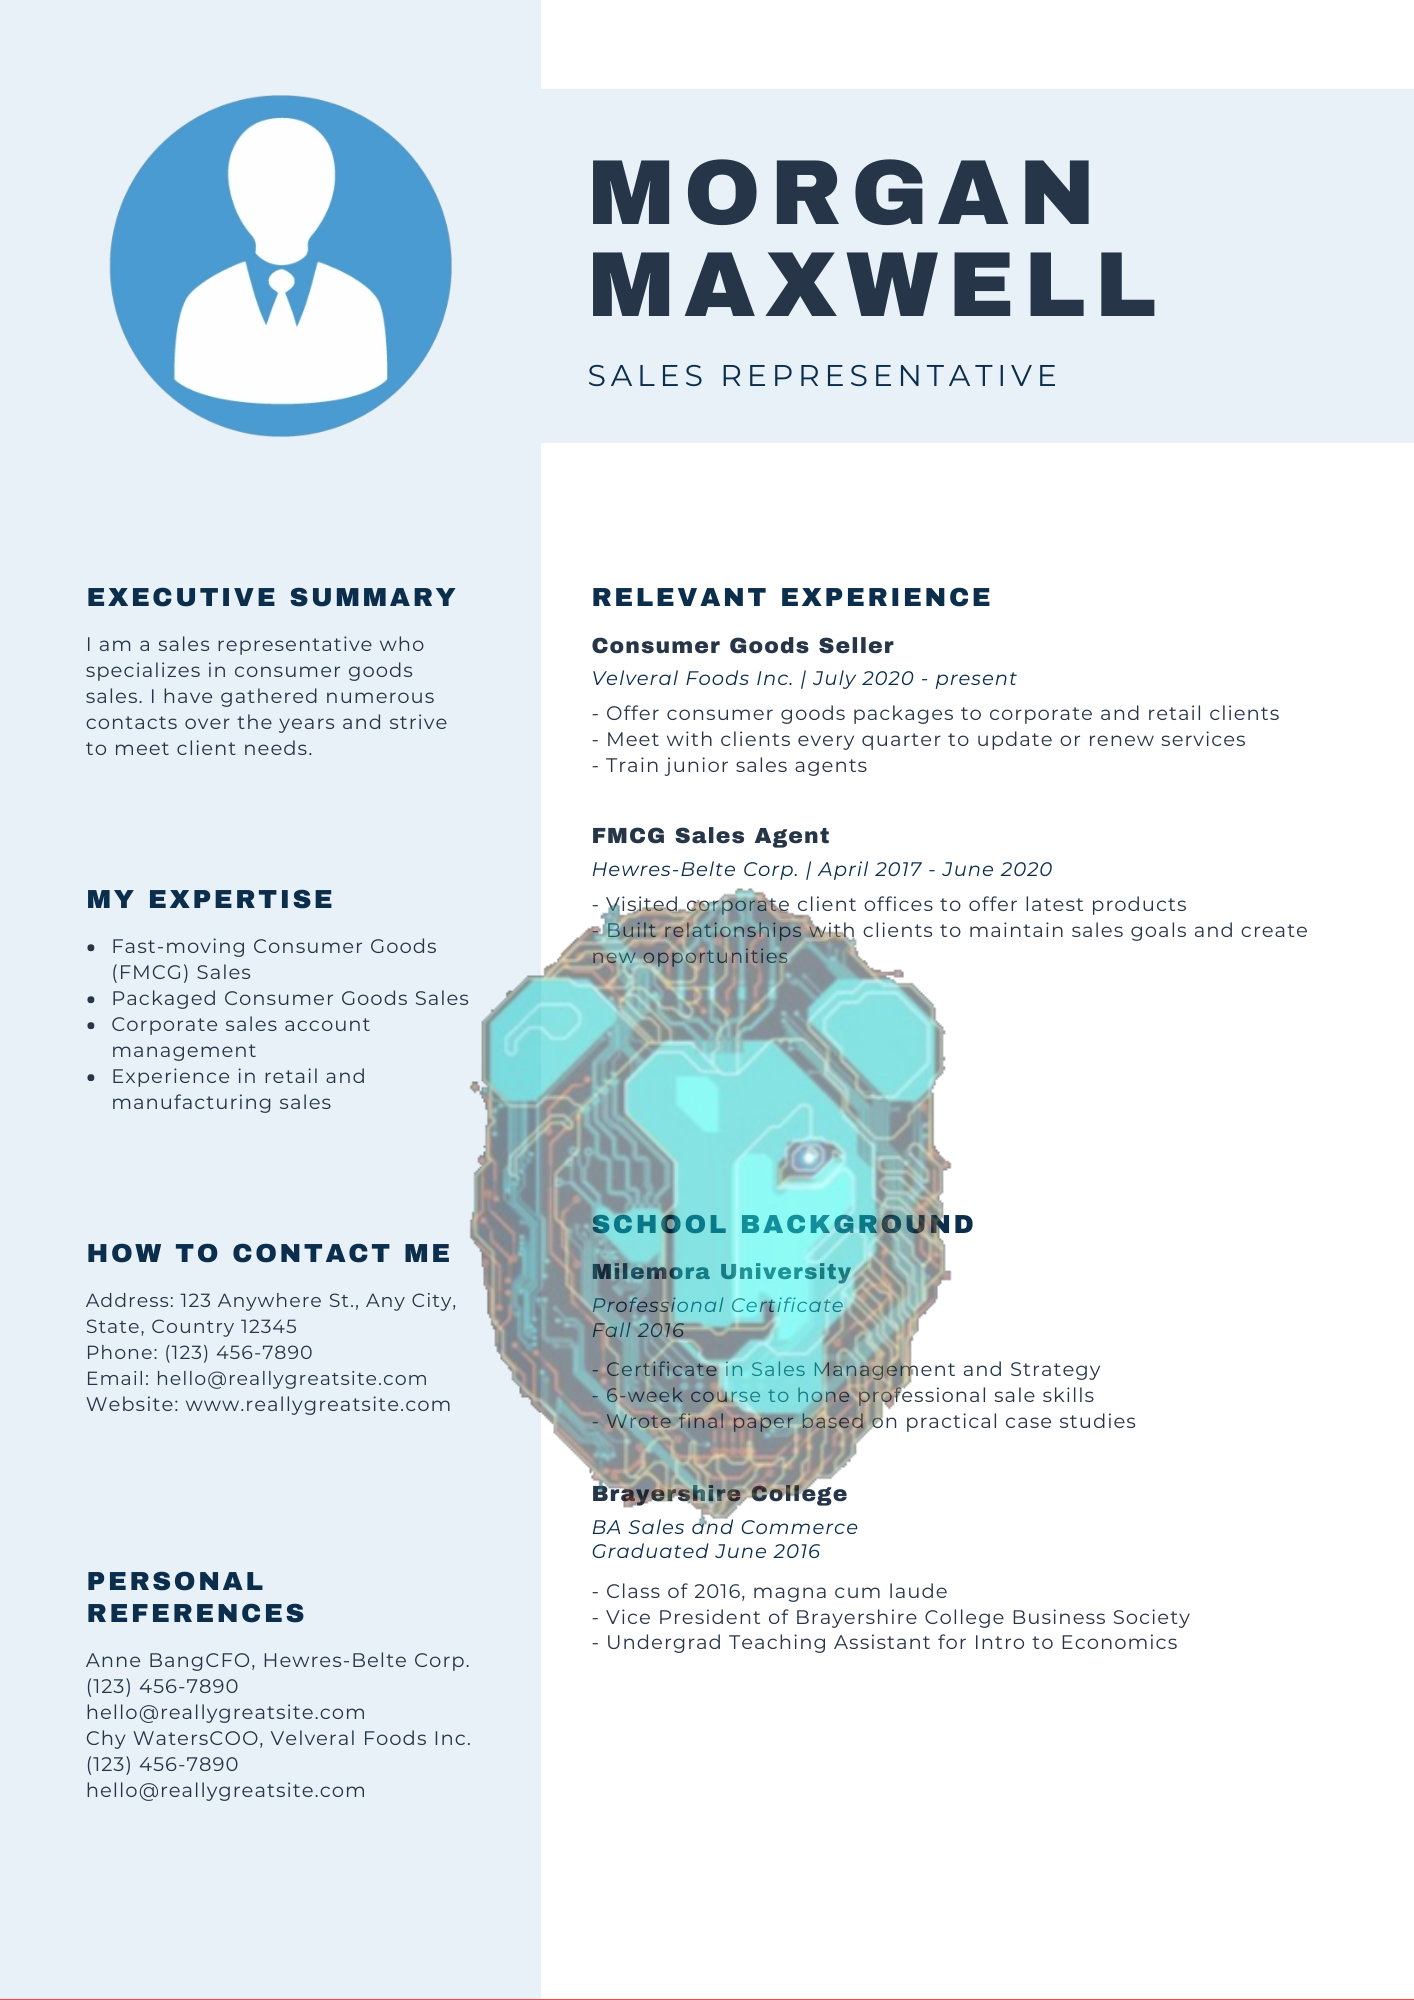 MORGAN
MAXWELL
SALES REPRESENTATIVE
EXECUTIVE SUMMARY
I am a sales representative who
specializes in consumer goods
sales. I have gathered numerous
contacts over the years and strive
to meet client needs.
MY EXPERTISE
• Fast-moving Consumer Goods
(FMCG) Sales
• Packaged Consumer Goods Sales
• Corporate sales account
management
• Experience in retail and
manufacturing sales
HOW TO CONTACT ME
Address: 123 Anywhere St., Any City,
State, Country 12345
Phone: (123) 456-7890
Email: hello@reallygreatsite.com
Website: www.reallygreatsite.com
PERSONAL
REFERENCES
Anne BangCFO, Hewres-Belte Corp.
(123) 456-7890
hello@reallygreatsite.com
Chy WatersCOO, Velveral Foods Inc.
(123) 456-7890
hello@reallygreatsite.com
RELEVANT EXPERIENCE
Consumer Goods Seller
Velveral Foods Inc. | July 2020 - present
- Offer consumer goods packages to corporate and retail clients
- Meet with clients every quarter to update or renew services
- Train junior sales agents
FMCG Sales Agent
Hewres-Belte Corp. | April 2017 - June 2020
- Visited corporate client offices to offer latest products
- Built relationships with clients to maintain sales goals and create
new opportunities
SCHOOL BACKGROUND
Milemora University
Professional Certificate
Fall 2016
- Certificate in Sales Management and Strategy
- 6-week course to hone professional sale skills
- Wrote final paper based on practical case studies
Brayershire College
BA Sales and Commerce
Graduated June 2016
- Class of 2016, magna cum laude
- Vice President of Brayershire College Business Society
- Undergrad Teaching Assistant for Intro to Economics